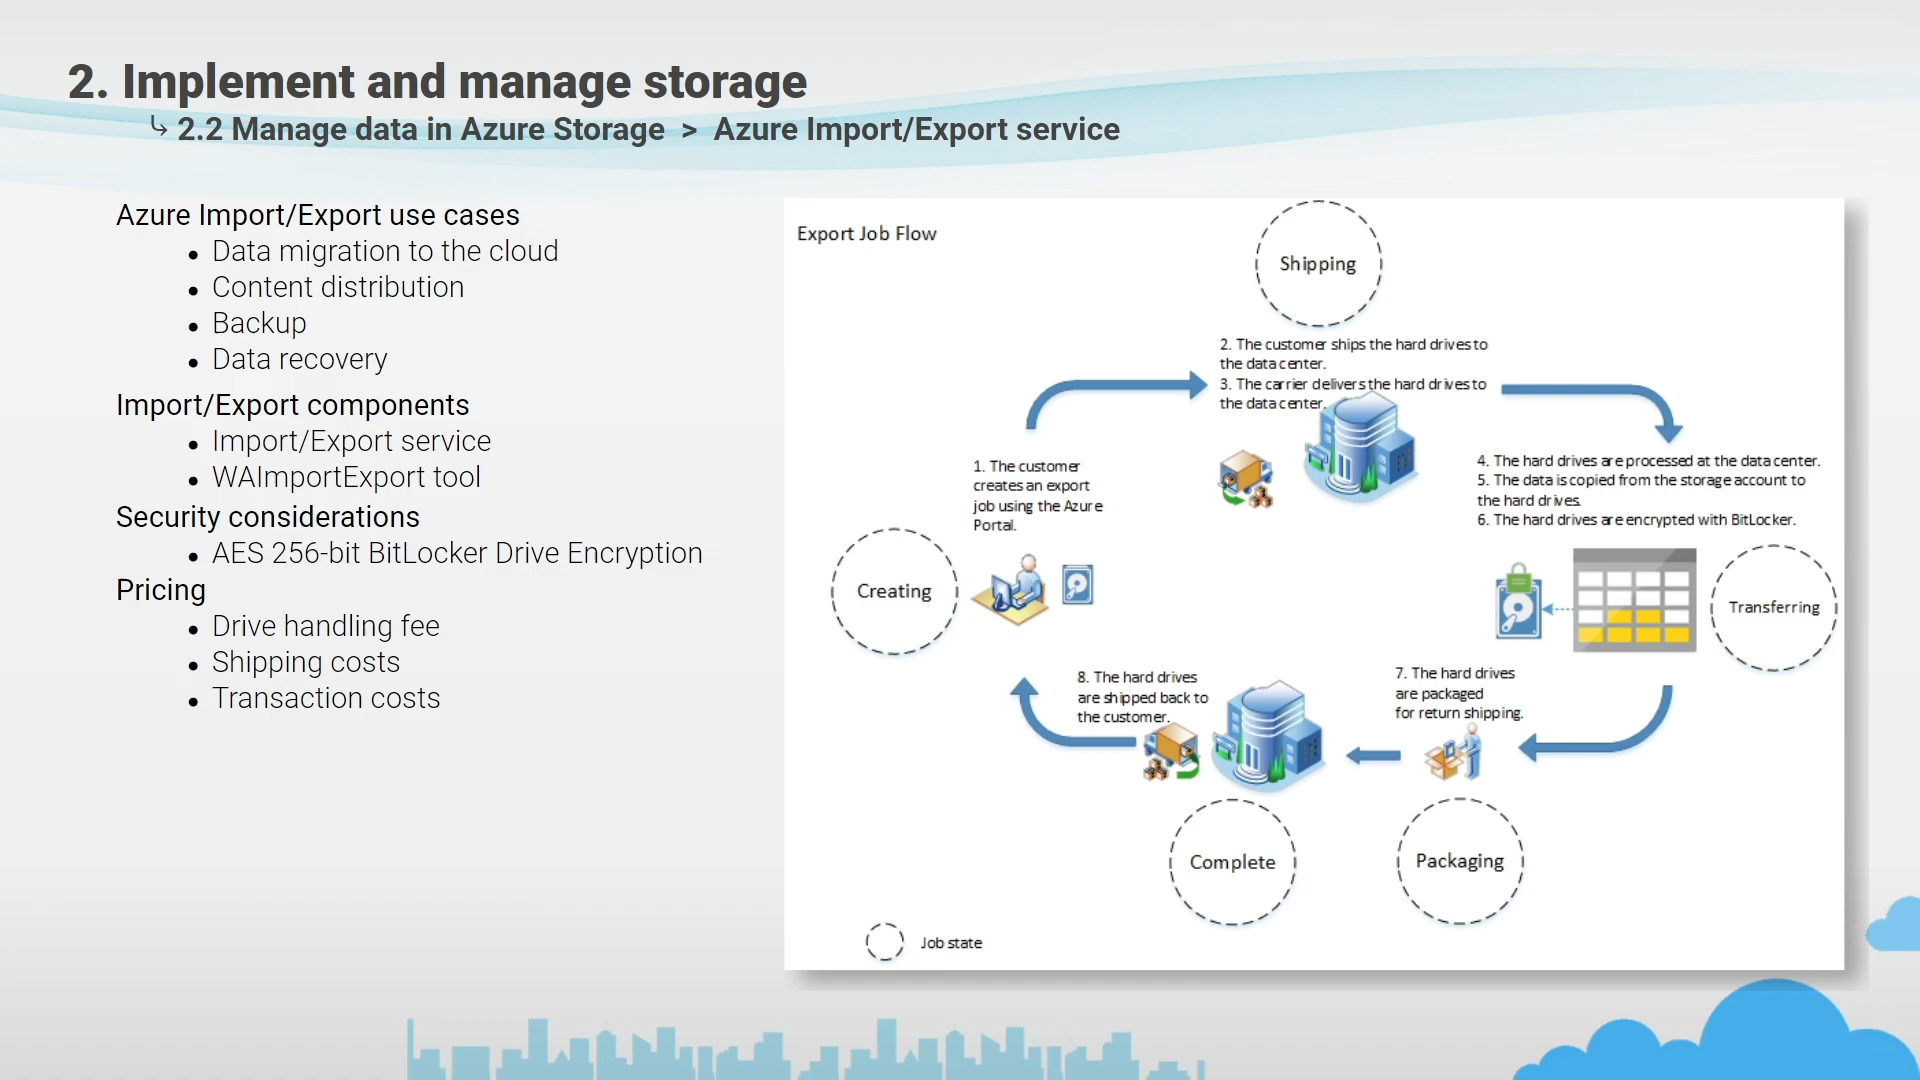 2. Implement and manage storage
2.2 Manage data in Azure Storage > Azure Import/Export service
Azure Import/Export use cases
• Data migration to the cloud
• Content distribution
• Backup
• Data recovery
Import/Export components
• Import/Export service
• WAImportExport tool
Security considerations
• AES 256-bit BitLocker Drive Encryption
Pricing
• Drive handling fee
• Shipping costs
• Transaction costs
Export Job Flow
Shipping
2. The customer ships the hard drives to
the data center.
3. The carrier delivers the hard drives to
the data center.
1. The customer
creates an export
job using the Azure
Portal.
Creating
4. The hard drives are processed at the data center.
5. The data is copied from the storage account to
the hard drives.
6. The hard drives are encrypted with BitLocker.
Transferring
7. The hard drives
are packaged
for return shipping.
8. The hard drives
are shipped back to
the customer.
Complete
Packaging
Job state